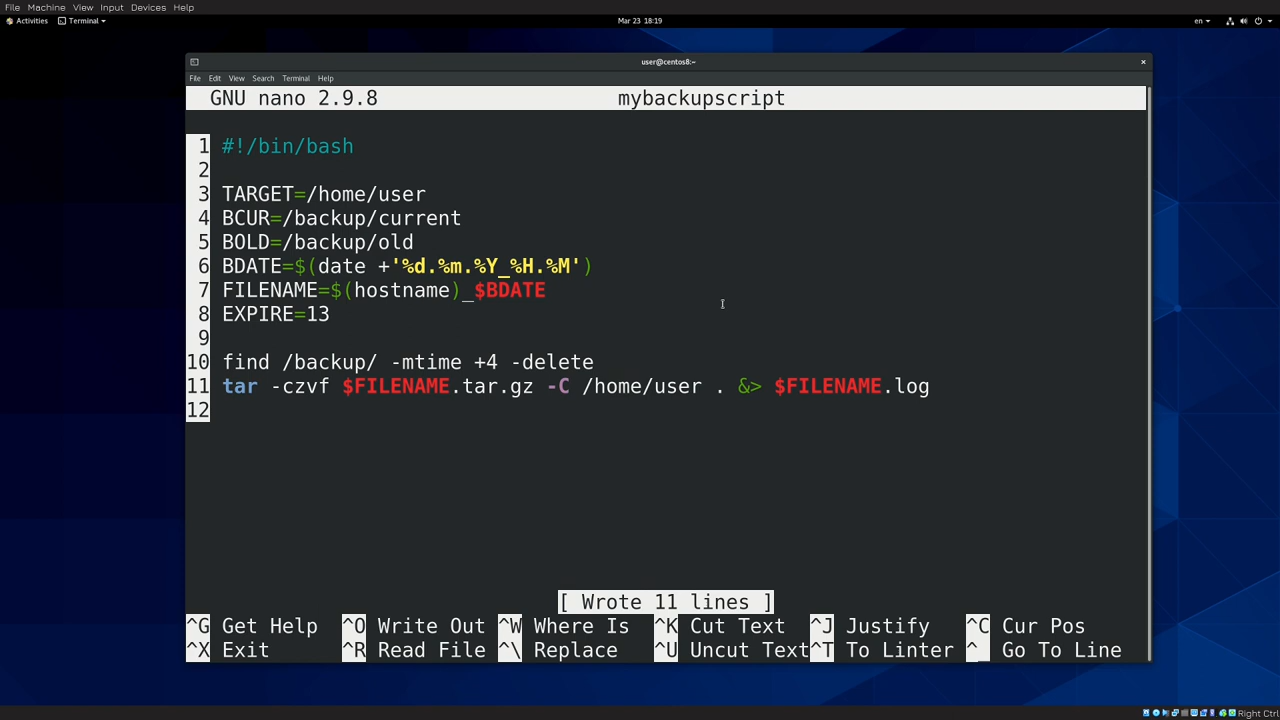 File Machine View Input Devices Help
Activities Terminal Mar 23 18:19 en
user@centos8:~ ×
File Edit View Search Terminal Help
GNU nano 2.9.8 mybackupscript
1 #!/bin/bash
2
3 TARGET=/home/user
4 BCUR=/backup/current
5 BOLD=/backup/old
6 BDATE=$(date +'%d.%m.%Y_%H.%M')
7 FILENAME=$(hostname)_$BDATE
8 EXPIRE=13
9
10 find /backup/ -mtime +4 -delete
11 tar -czvf $FILENAME.tar.gz -C /home/user . &> $FILENAME.log
12
[ Wrote 11 lines ]
^G Get Help ^O Write Out ^W Where Is ^K Cut Text ^J Justify ^C Cur Pos
^X Exit ^R Read File ^\ Replace ^U Uncut Text ^T To Linter ^_ Go To Line
Right Ctrl